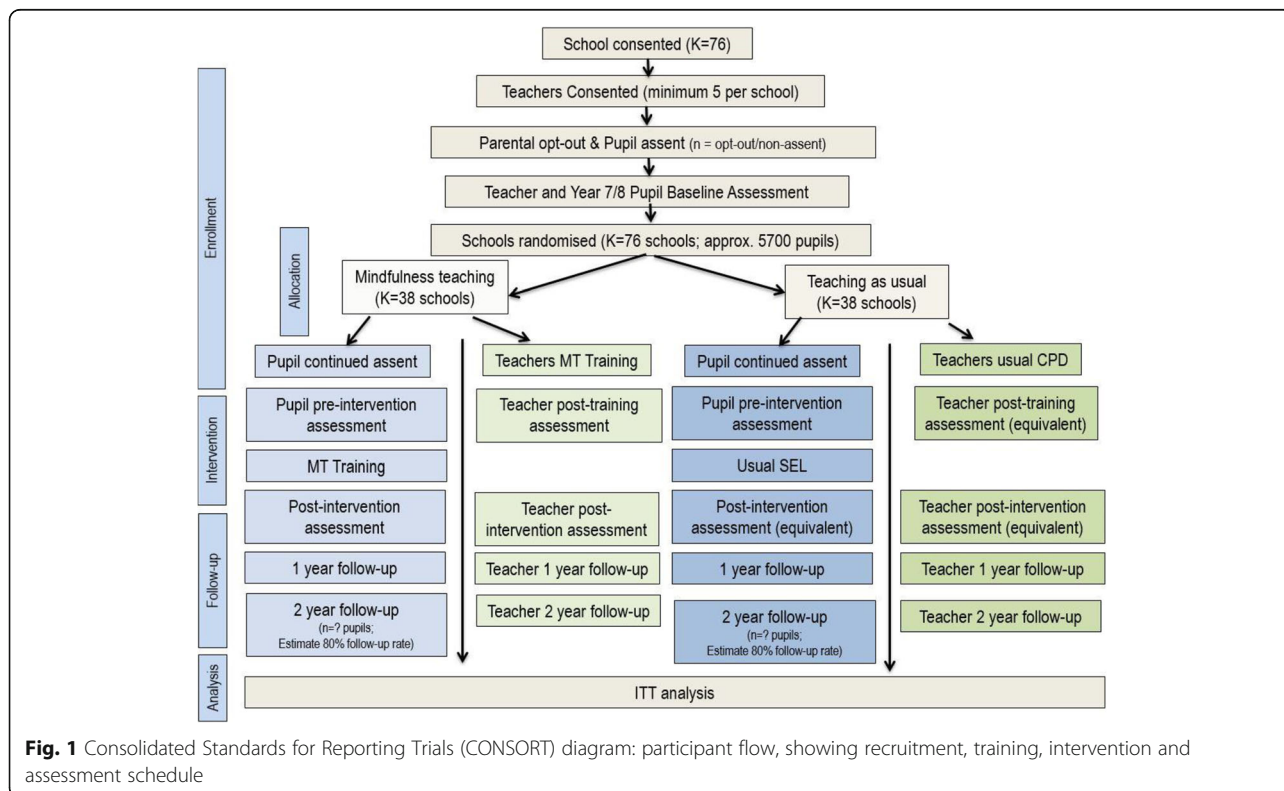 School consented (K=76)
Teachers Consented (minimum 5 per school)
Parental opt-out & Pupil assent (n = opt-out/non-assent)
Teacher and Year 7/8 Pupil Baseline Assessment
Schools randomised (K=76 schools; approx. 5700 pupils)
Enrollment
Allocation
Mindfulness teaching
(K=38 schools)
Teaching as usual
(K=38 schools)
Pupil continued assent
Teachers MT Training
Pupil continued assent
Teachers usual CPD
Intervention
Pupil pre-intervention
assessment
Teacher post-training
assessment
Pupil pre-intervention
assessment
Teacher post-training
assessment (equivalent)
MT Training
Usual SEL
Follow-up
Post-intervention
assessment
Teacher post-
intervention assessment
Post-intervention
assessment (equivalent)
Teacher post-intervention
assessment (equivalent)
1 year follow-up
Teacher 1 year follow-up
1 year follow-up
Teacher 1 year follow-up
2 year follow-up
(n=? pupils;
Estimate 80% follow-up rate)
Teacher 2 year follow-up
2 year follow-up
(n=? pupils;
Estimate 80% follow-up rate)
Teacher 2 year follow-up
Analysis
ITT analysis
Fig. 1 Consolidated Standards for Reporting Trials (CONSORT) diagram: participant flow, showing recruitment, training, intervention and
assessment schedule